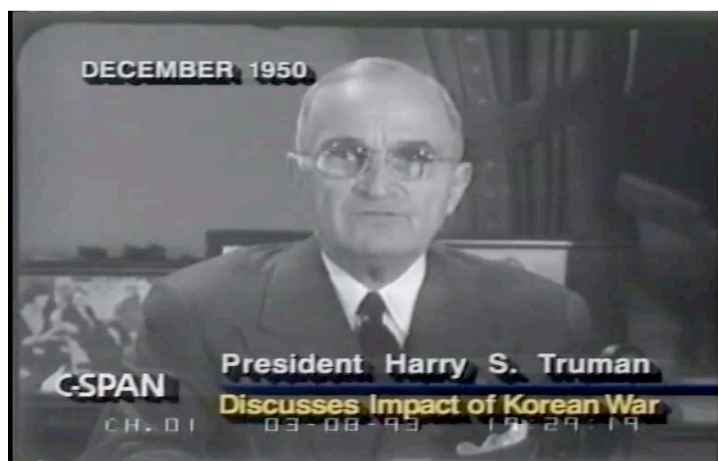 DECEMBER 1950
President Harry S. Truman
C-SPAN
Discusses Impact of Korean War
CH.01 03-08-93 19:29:19